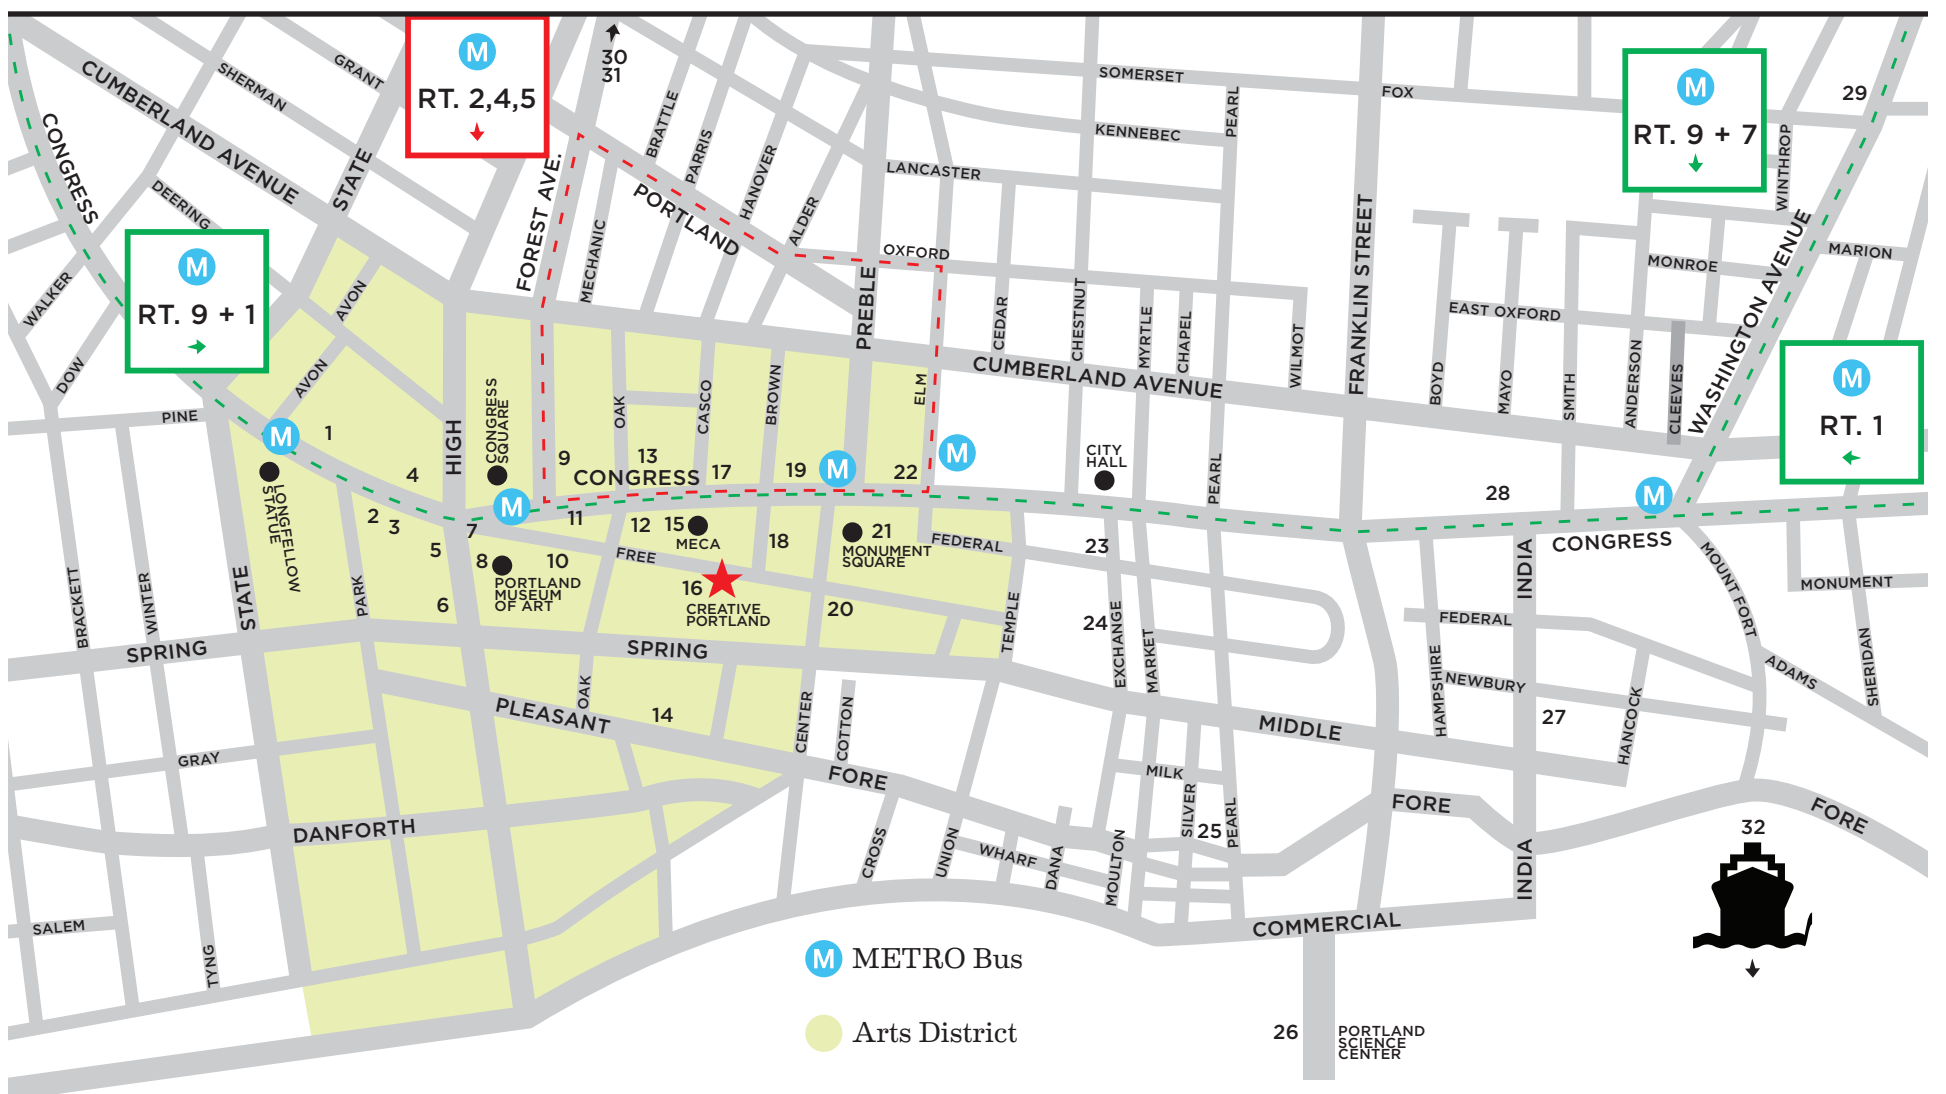 30
31
M
RT. 2,4,5
M
RT. 9 + 7
M
RT. 9 + 1
M
RT. 1
GRANT
SHERMAN
CUMBERLAND AVENUE
CONGRESS
STATE
DEERING
WALKER
DOW
AVON
AVON
PINE
FOREST AVE.
MECHANIC
BRATTLE
PARRIS
HANOVER
ALDER
PORTLAND
SOMERSET
KENNEBEC
PEARL
LANCASTER
OXFORD
PREBLE
FOX
FRANKLIN STREET
29
WINTHROP
MARION
MONROE
EAST OXFORD
WASHINGTON AVENUE
CEDAR
CHESTNUT
MYRTLE
CHAPEL
WILMOT
BOYD
MAYO
SMITH
ANDERSON
CLEEVES
CUMBERLAND AVENUE
ELM
BROWN
CASCO
OAK
HIGH
CONGRESS
SQUARE
M
1
4
9
13
CONGRESS
17
19
M
22
M
CITY
HALL
PEARL
28
M
LONGFELLOW
STATUE
M
2
3
7
5
8
PORTLAND
MUSEUM
OF ART
10
11
12
15
MECA
18
21
MONUMENT
SQUARE
FREE
FEDERAL
16
CREATIVE
PORTLAND
20
6
23
24
CONGRESS
MOUNT FORT
MONUMENT
BRACKETT
WINTER
STATE
PARK
TEMPLE
EXCHANGE
MARKET
INDIA
FEDERAL
HAMPSHIRE
NEWBURY
HANCOCK
ADAMS
SHERIDAN
SPRING
SPRING
OAK
PLEASANT
14
CENTER
COTTON
MIDDLE
27
GRAY
FORE
MILK
SILVER
25
PEARL
FORE
FORE
DANFORTH
CROSS
UNION
WHARF
DANA
MOULTON
INDIA
32
SALEM
TYNG
COMMERCIAL
M METRO Bus
Arts District
26
PORTLAND
SCIENCE
CENTER